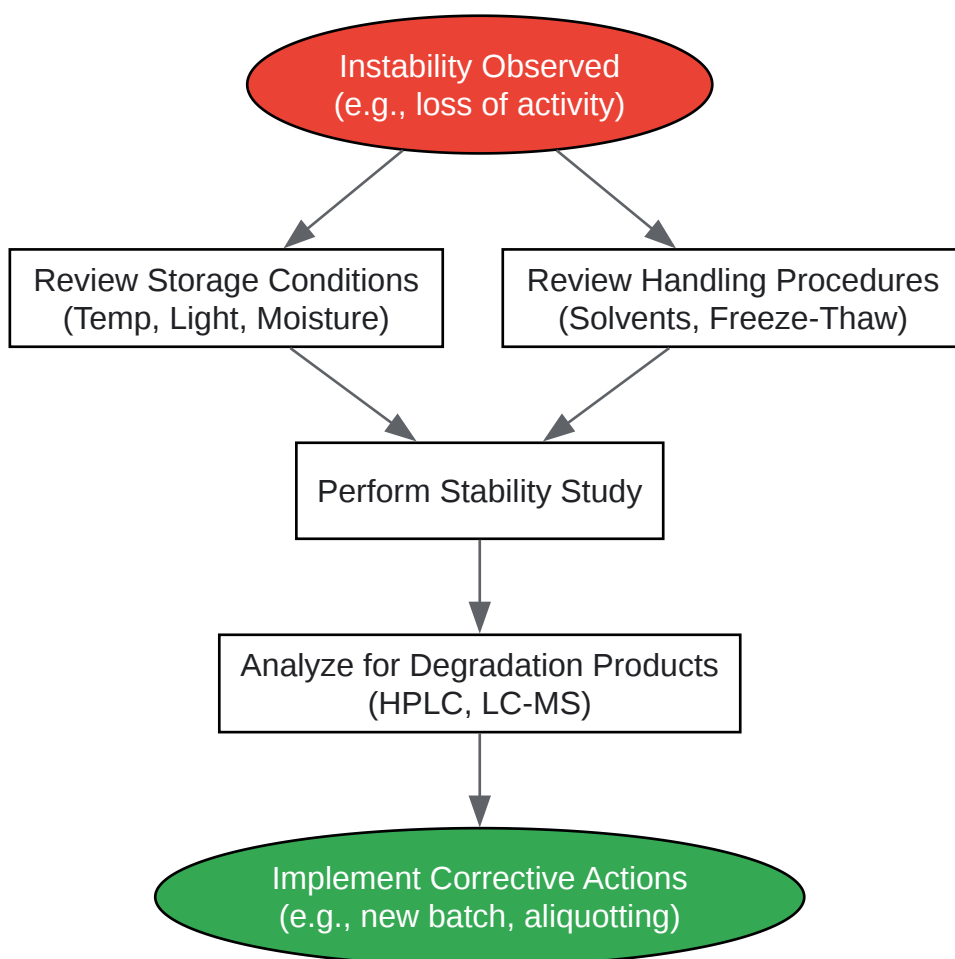 Instability Observed
(e.g., loss of activity)
Review Storage Conditions
(Temp, Light, Moisture)
Review Handling Procedures
(Solvents, Freeze-Thaw)
Perform Stability Study
Analyze for Degradation Products
(HPLC, LC-MS)
Implement Corrective Actions
(e.g., new batch, aliquotting)